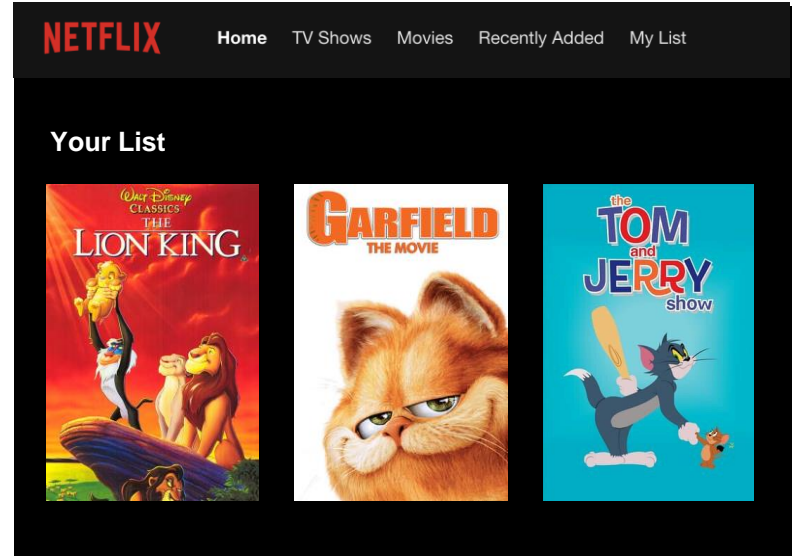 NETFLIX Home TV Shows Movies Recently Added My List
Your List
WALT DISNEY
CLASSICS
THE
LION KING
GARFIELD
THE MOVIE
the
TOM
and
JERRY
show